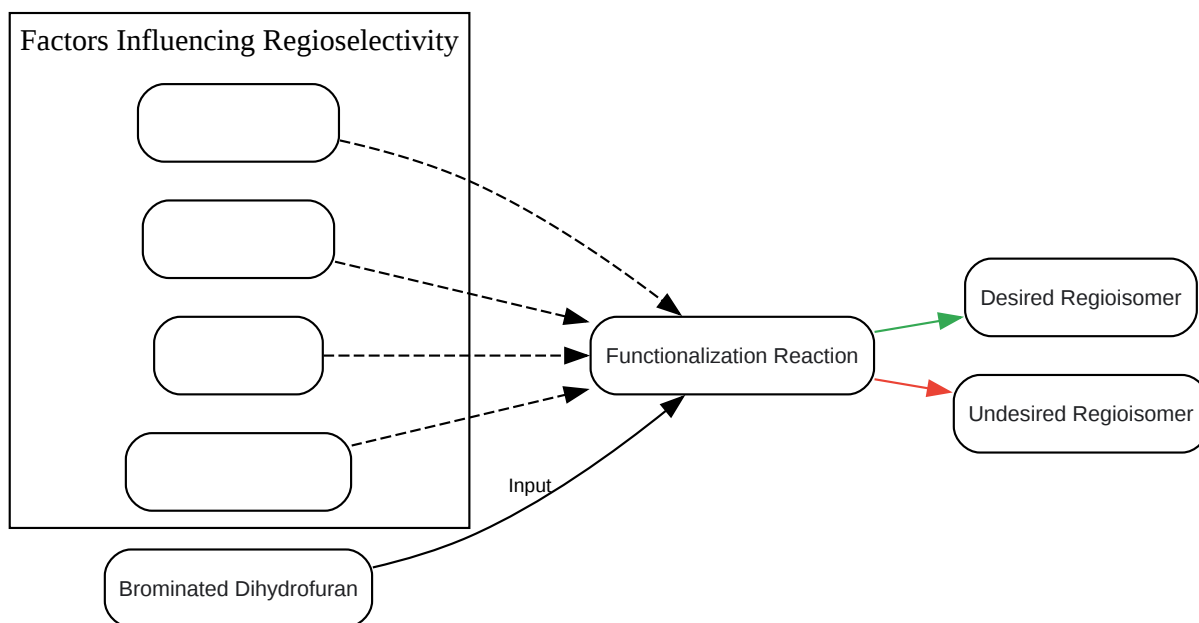 Factors Influencing Regioselectivity
Desired Regioisomer
Functionalization Reaction
Undesired Regioisomer
Input
Brominated Dihydrofuran